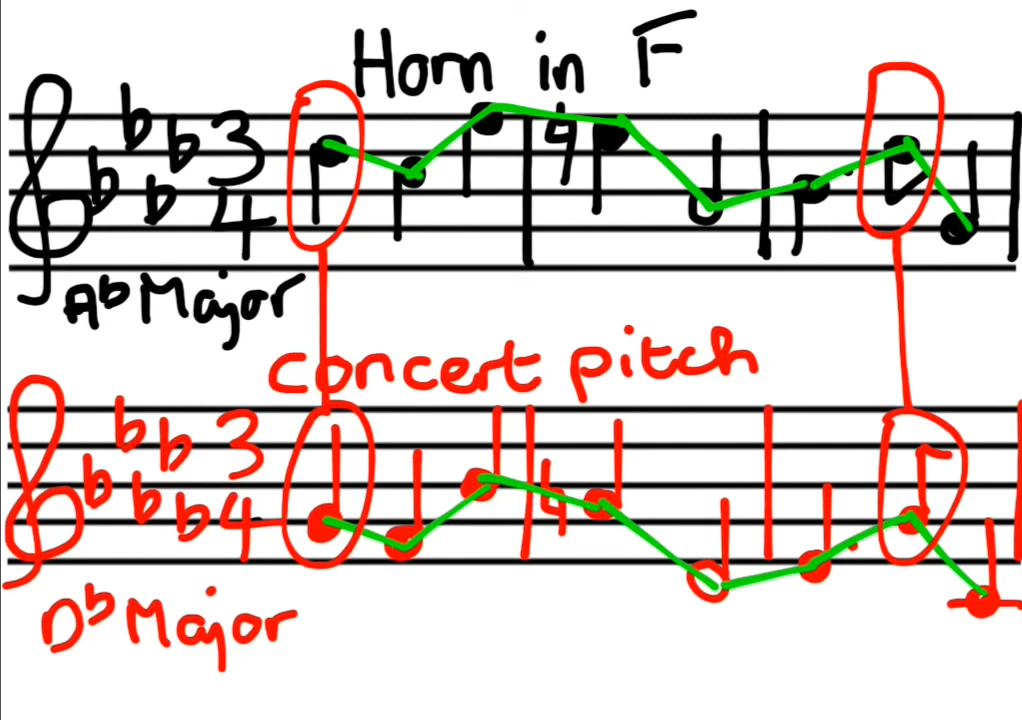 Horn in F
3
4
A♭ Major
concert pitch
3
4
D♭ Major